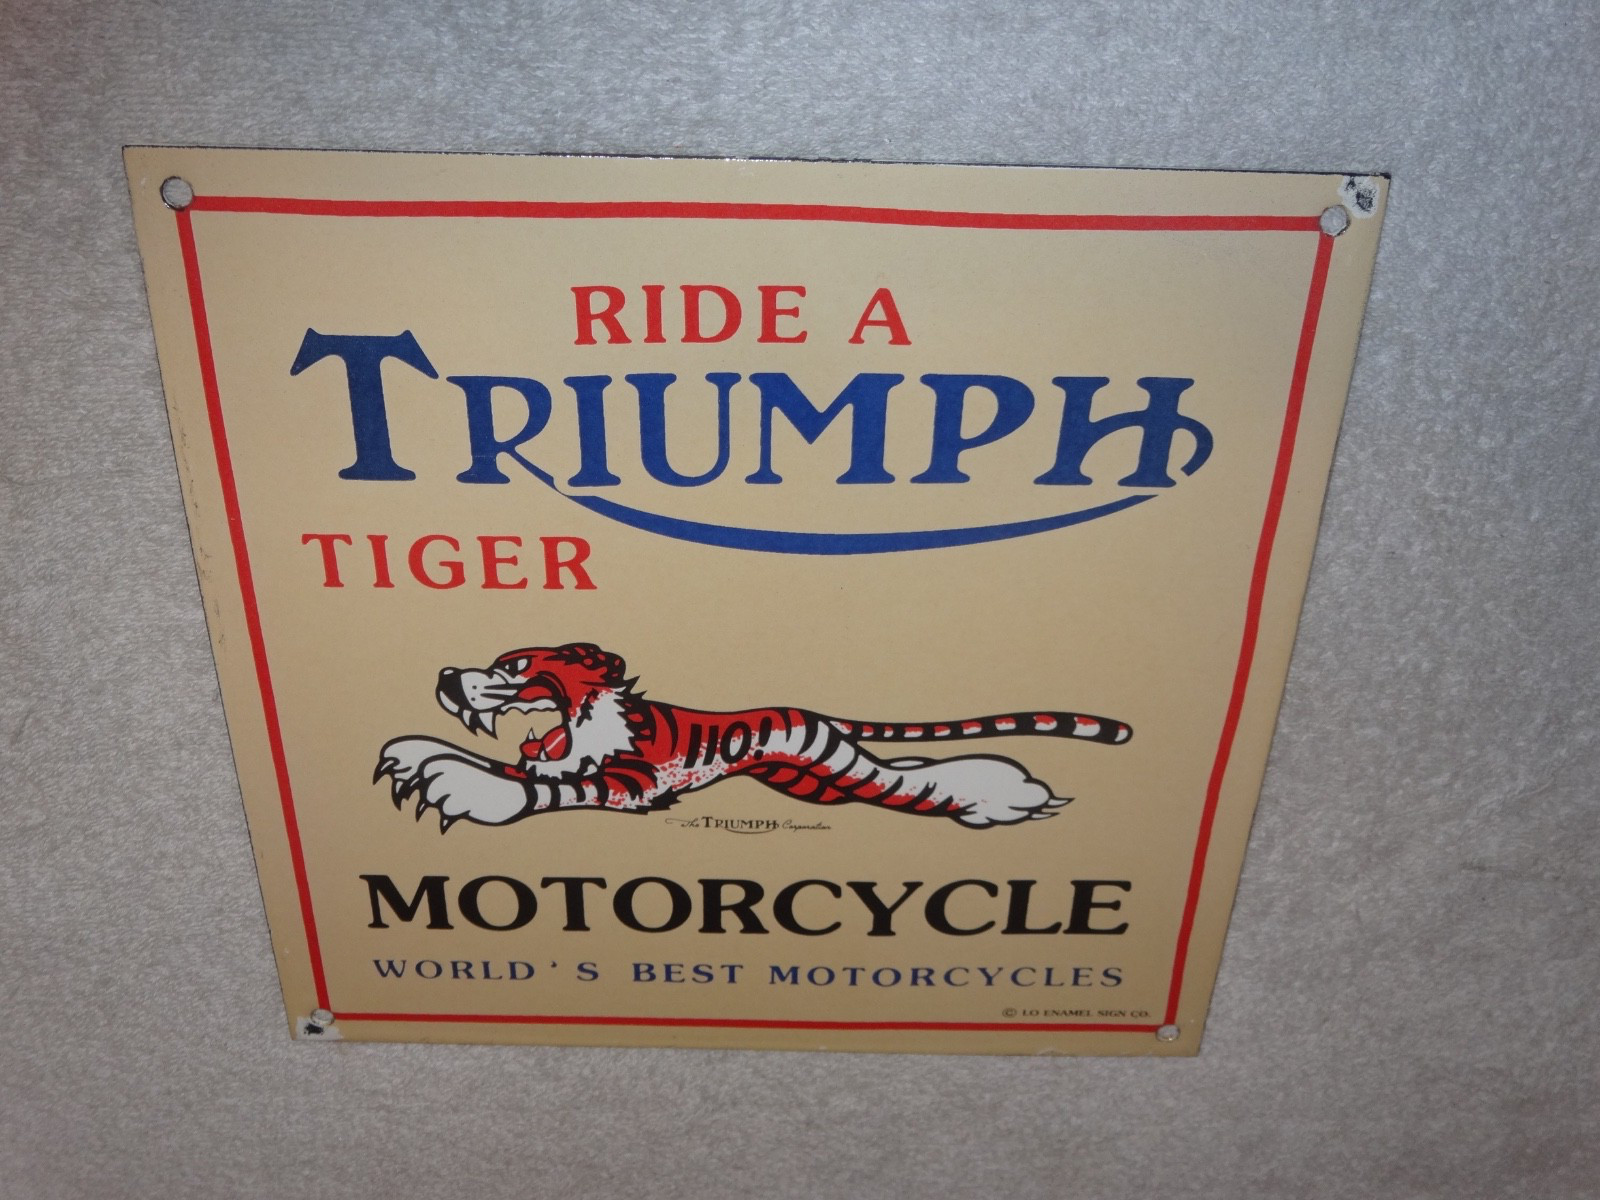 RIDE A
TRIUMPH
TIGER
110!
The TRIUMPH Corporation
MOTORCYCLE
WORLD'S BEST MOTORCYCLES
© LO ENAMEL SIGN CO.